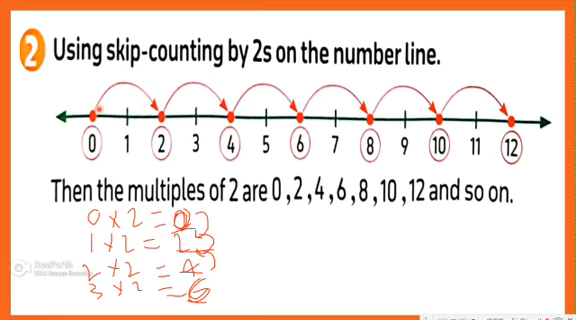 2 Using skip-counting by 2s on the number line.
0 1 2 3 4 5 6 7 8 9 10 11 12
Then the multiples of 2 are 0, 2, 4, 6, 8, 10, 12 and so on.
0 × 2 = 0,
1 × 2 = 2,
2 × 2 = 4,
3 × 2 = 6